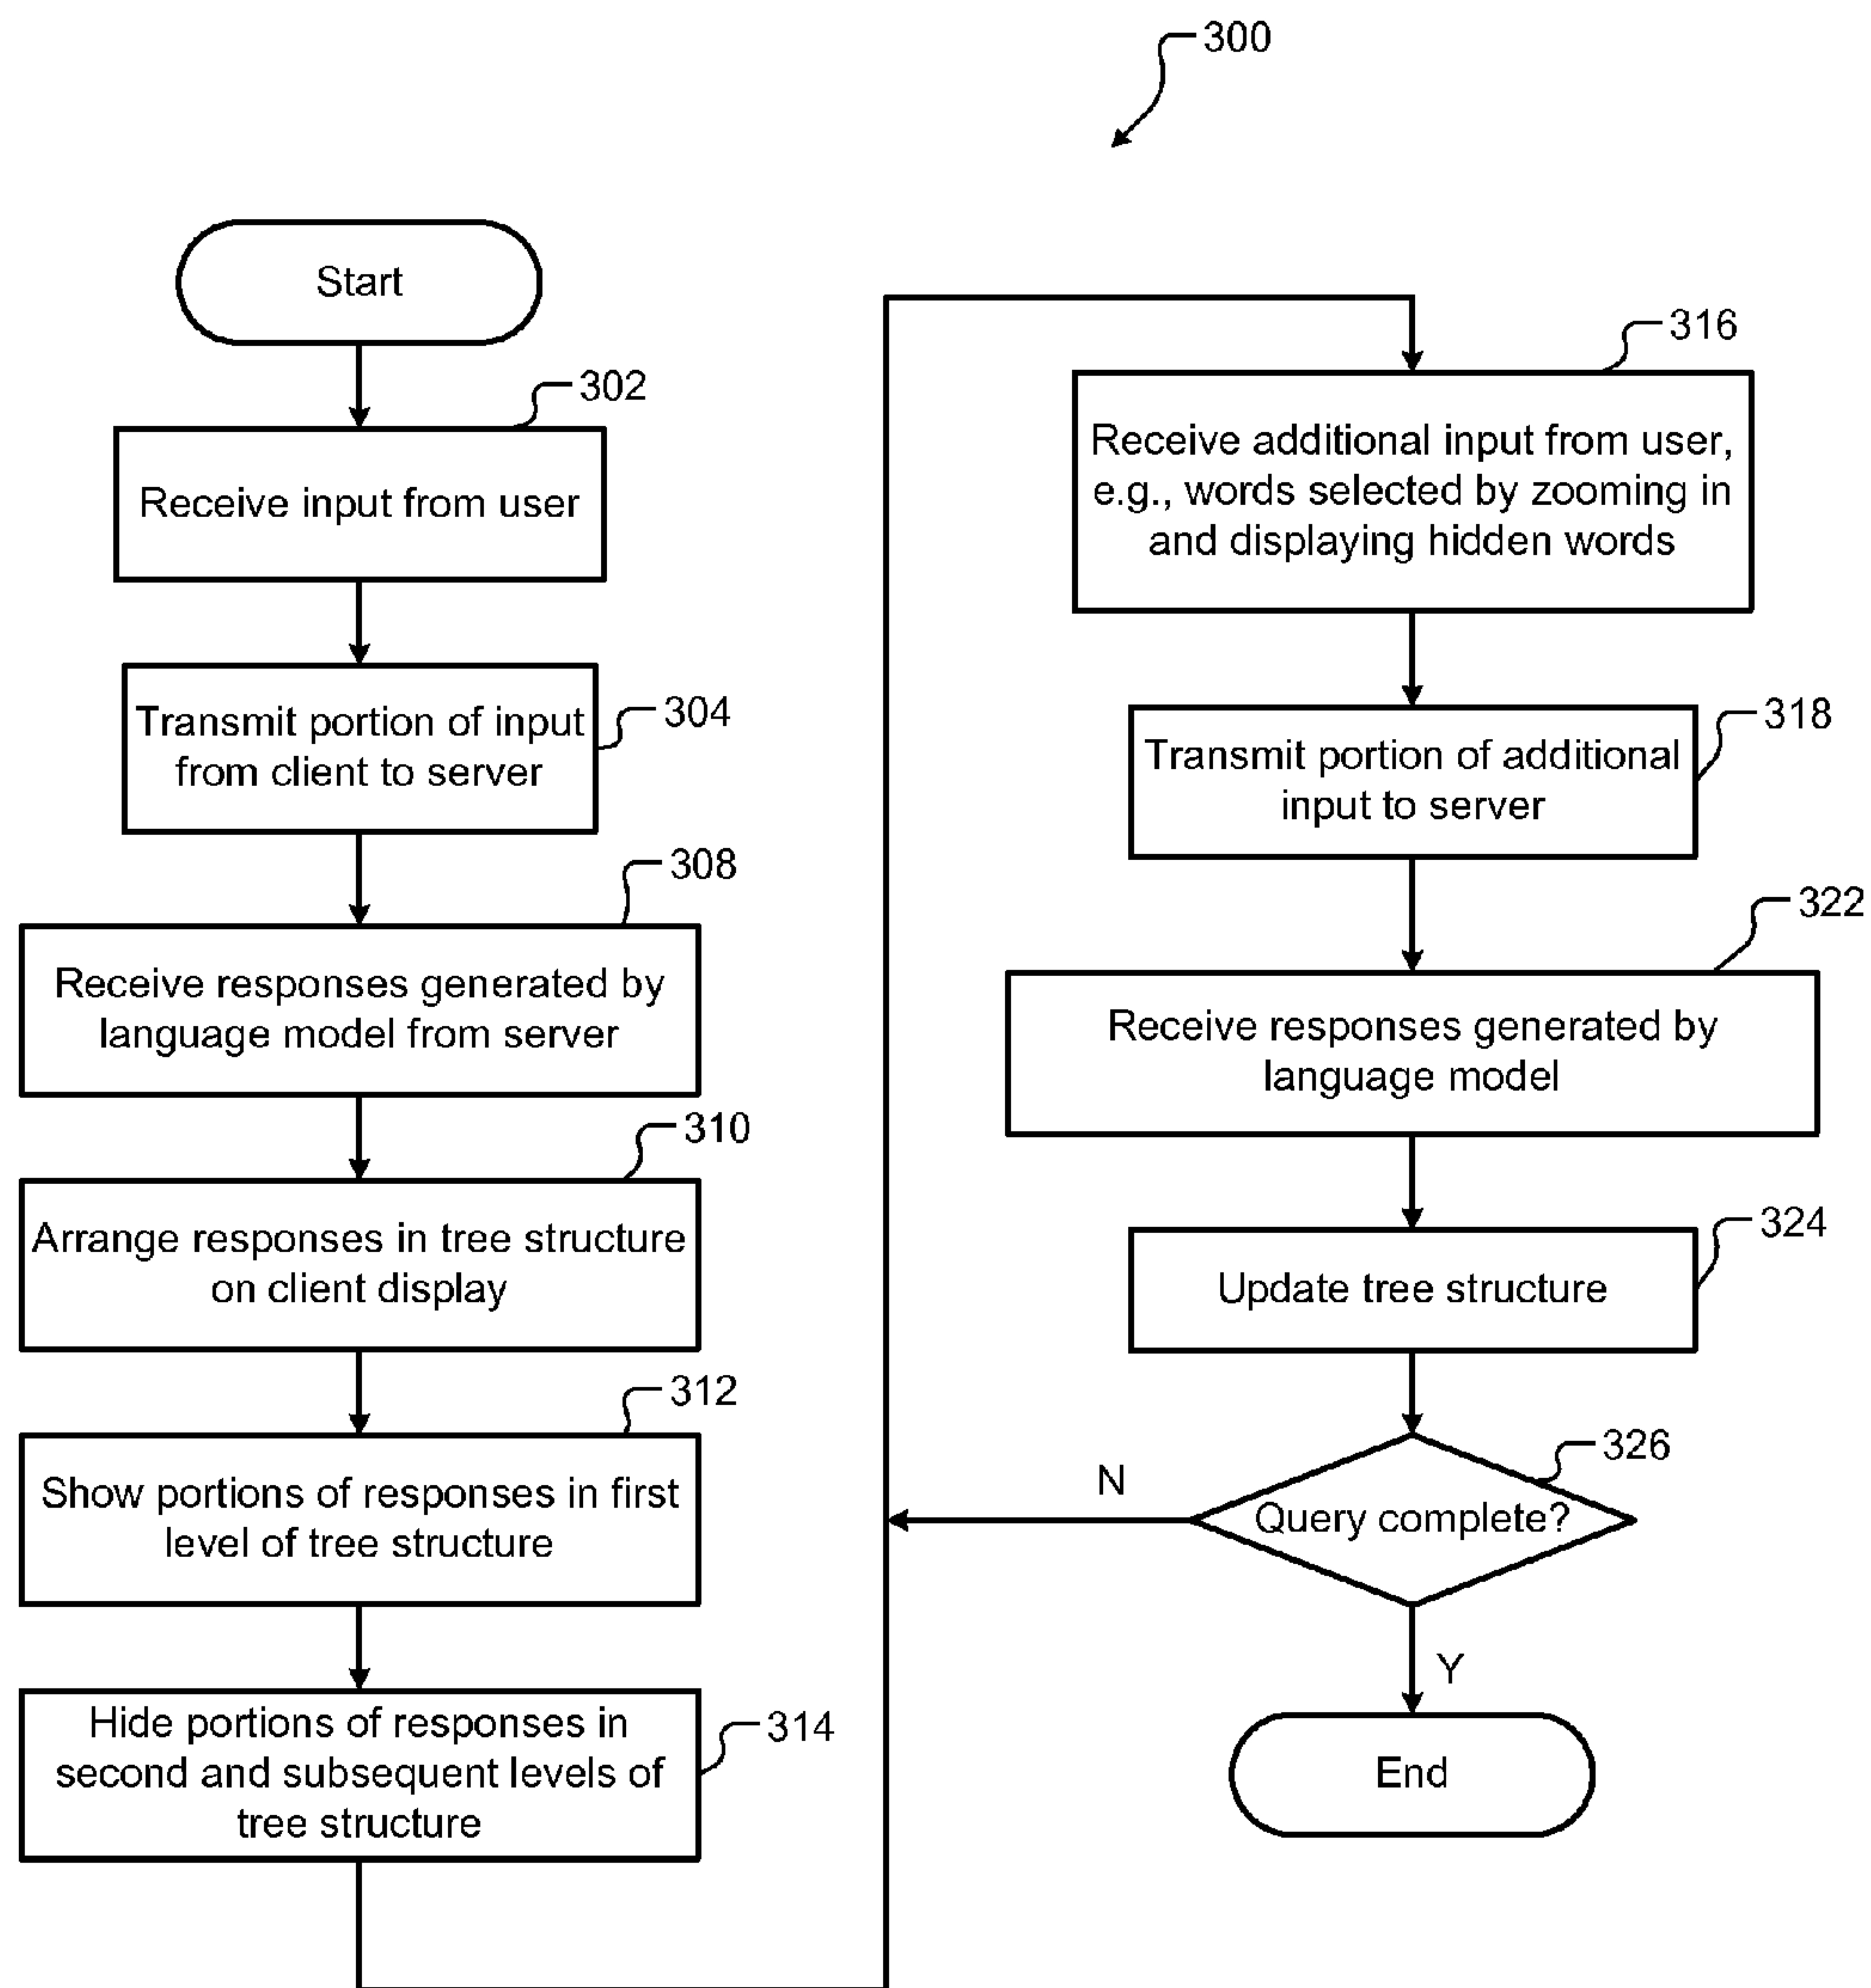 300
Start
302
Receive input from user
304
Transmit portion of input
from client to server
308
Receive responses generated by
language model from server
310
Arrange responses in tree structure
on client display
312
Show portions of responses in first
level of tree structure
314
Hide portions of responses in
second and subsequent levels of
tree structure
316
Receive additional input from user,
e.g., words selected by zooming in
and displaying hidden words
318
Transmit portion of additional
input to server
322
Receive responses generated by
language model
324
Update tree structure
326
Query complete?
N
Y
End